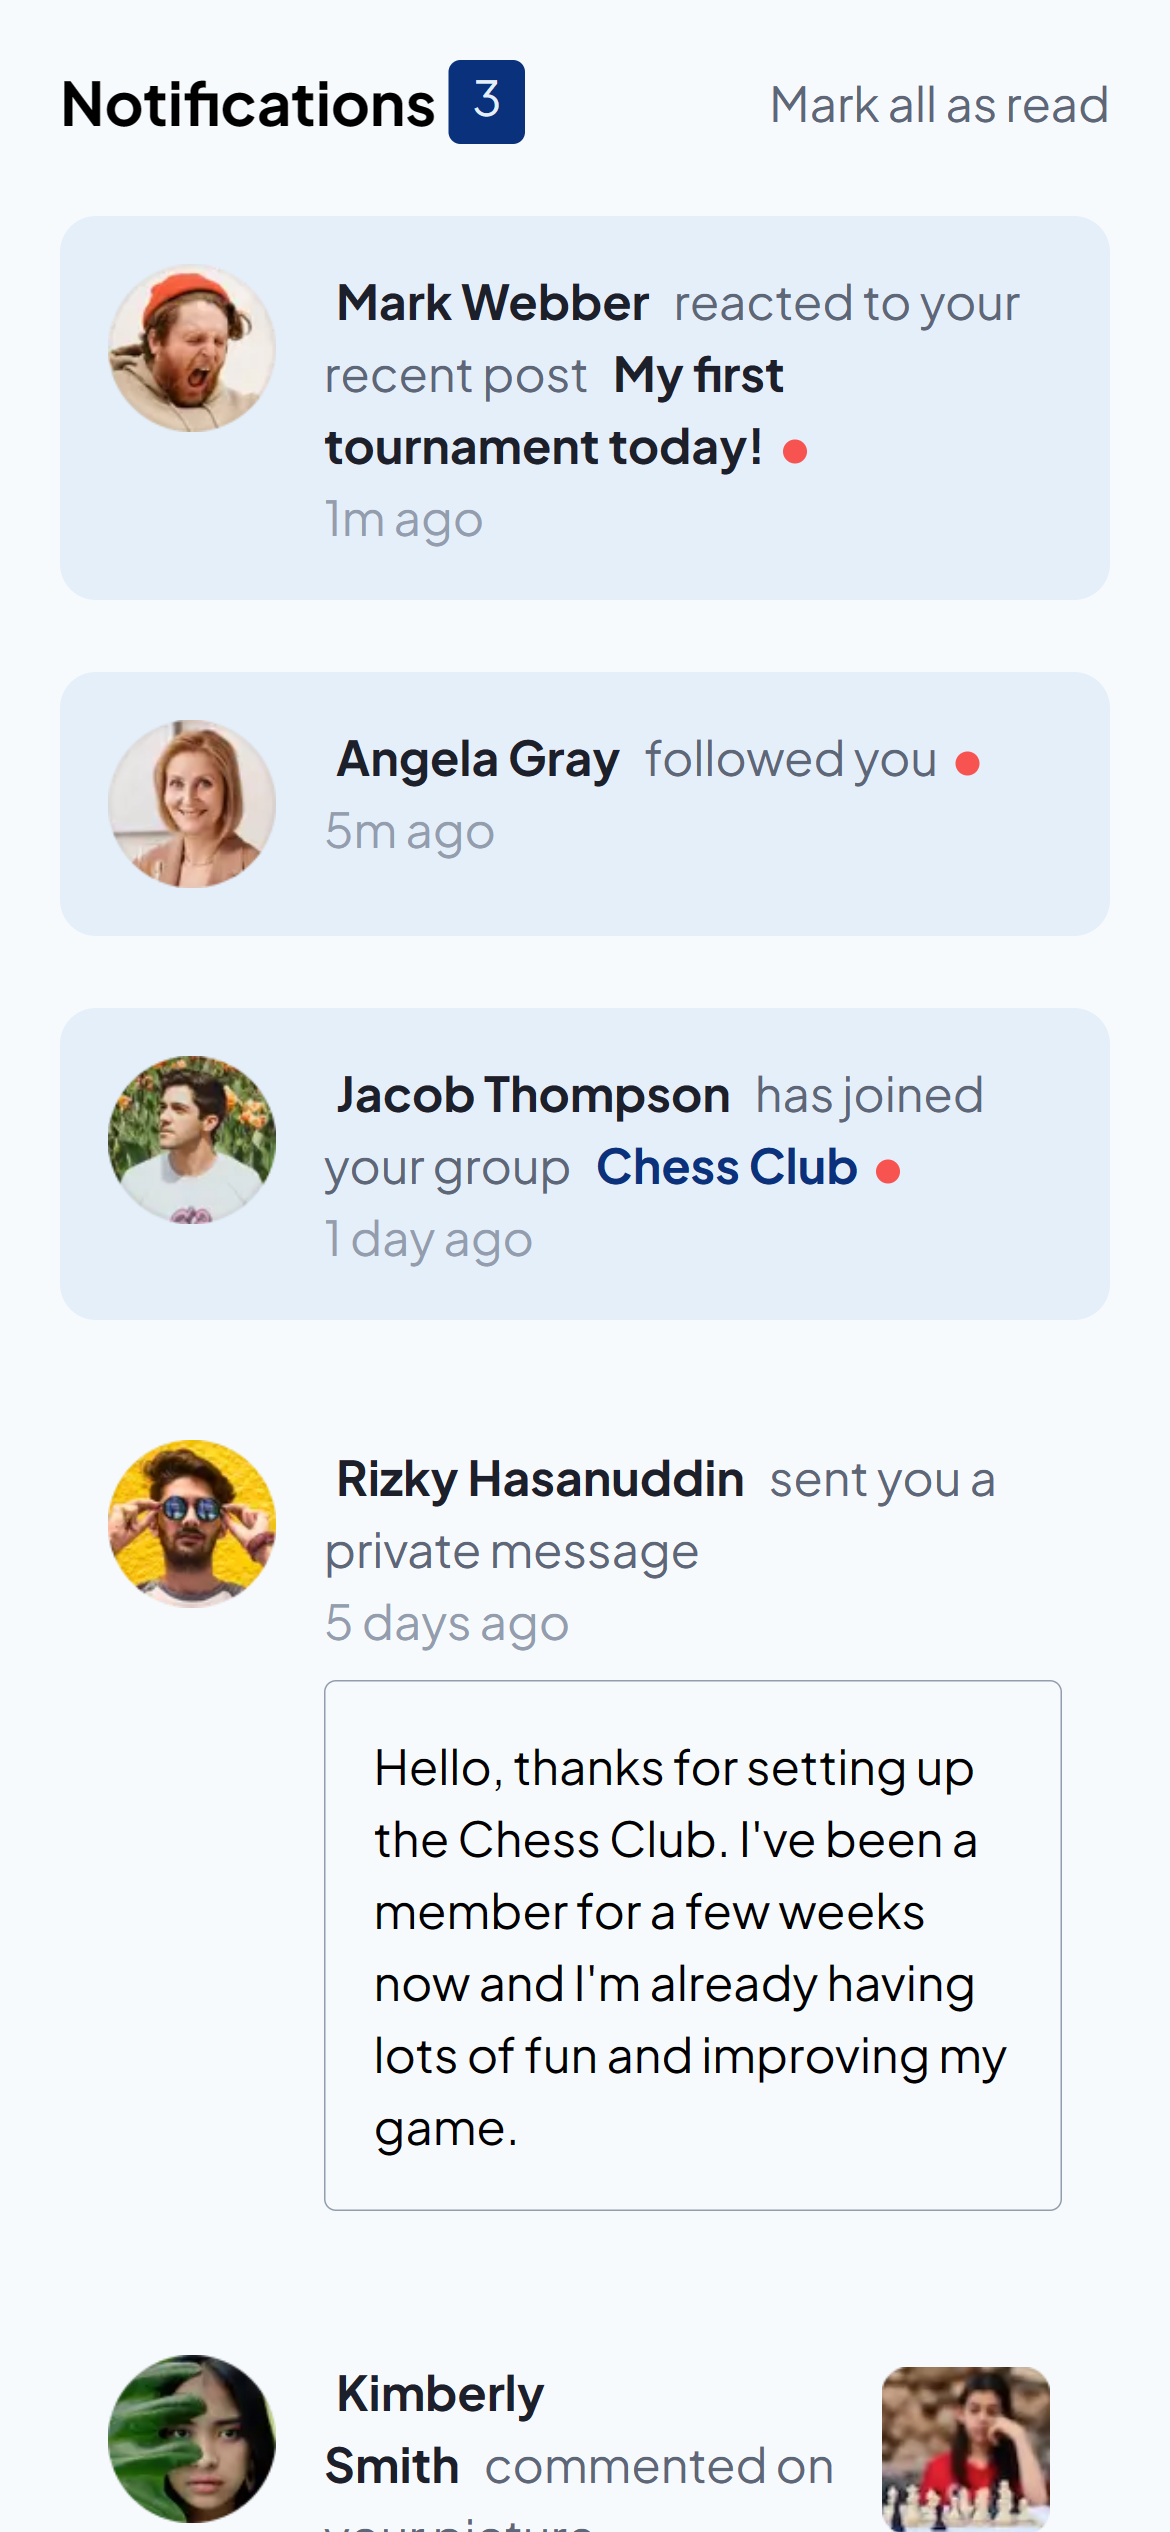 Notifications 3 Mark all as read
Mark Webber reacted to your
recent post My first
tournament today!
1m ago
Angela Gray followed you
5m ago
Jacob Thompson has joined
your group Chess Club
1 day ago
Rizky Hasanuddin sent you a
private message
5 days ago
Hello, thanks for setting up
the Chess Club. I've been a
member for a few weeks
now and I'm already having
lots of fun and improving my
game.
Kimberly
Smith commented on
your picture